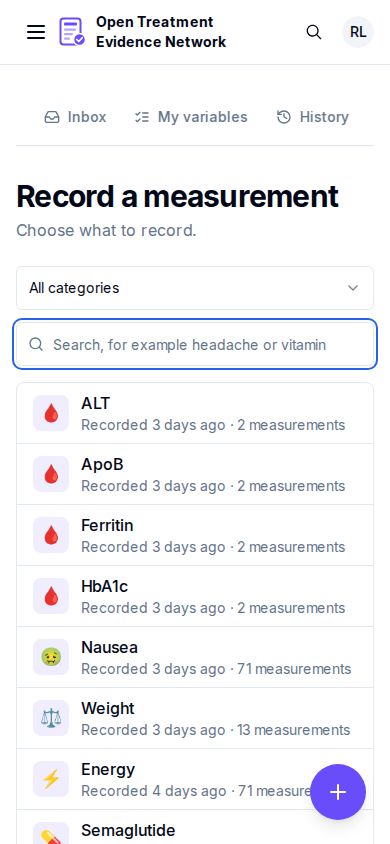 Open Treatment
Evidence Network
RL
Inbox
My variables
History
Record a measurement
Choose what to record.
All categories
Search, for example headache or vitamin
ALT
Recorded 3 days ago · 2 measurements
ApoB
Recorded 3 days ago · 2 measurements
Ferritin
Recorded 3 days ago · 2 measurements
HbA1c
Recorded 3 days ago · 2 measurements
Nausea
Recorded 3 days ago · 71 measurements
Weight
Recorded 3 days ago · 13 measurements
Energy
Recorded 4 days ago · 71 measure
Semaglutide